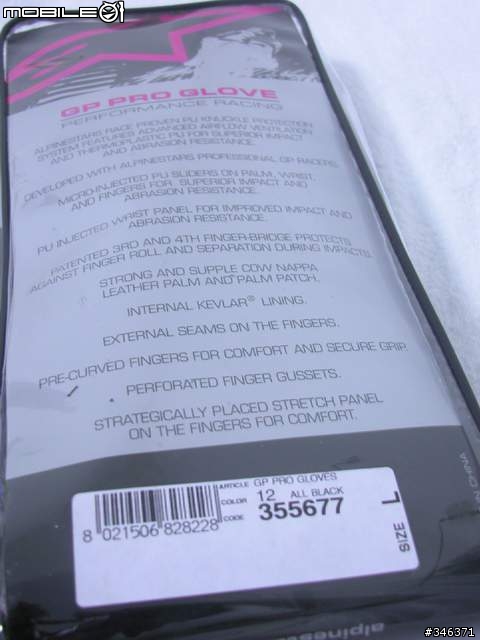 MOBILE01
GP PRO GLOVE
PERFORMANCE RACING
ALPINESTARS RACE PROVEN PU KNUCKLE PROTECTION
SYSTEM FEATURES ADVANCED AIRFLOW VENTILATION
AND THERMOPLASTIC PU FOR SUPERIOR IMPACT
AND ABRASION RESISTANCE.
DEVELOPED WITH ALPINESTARS PROFESSIONAL GP RACERS.
MICRO-INJECTED PU SLIDERS ON PALM, WRIST,
AND FINGERS FOR SUPERIOR IMPACT AND
ABRASION RESISTANCE.
PU INJECTED WRIST PANEL FOR IMPROVED IMPACT AND
ABRASION RESISTANCE.
PATENTED 3RD AND 4TH FINGER-BRIDGE PROTECTS
AGAINST FINGER ROLL AND SEPARATION DURING IMPACTS.
STRONG AND SUPPLE COW NAPPA
LEATHER PALM AND PALM PATCH.
INTERNAL KEVLAR® LINING.
EXTERNAL SEAMS ON THE FINGERS.
PRE-CURVED FINGERS FOR COMFORT AND SECURE GRIP.
PERFORATED FINGER GUSSETS.
STRATEGICALLY PLACED STRETCH PANEL
ON THE FINGERS FOR COMFORT.
IN CHINA
ARTICLE GP PRO GLOVES
COLOR 12 ALL BLACK
CODE 355677
SIZE L
8 021506 828228
alpines
#346371